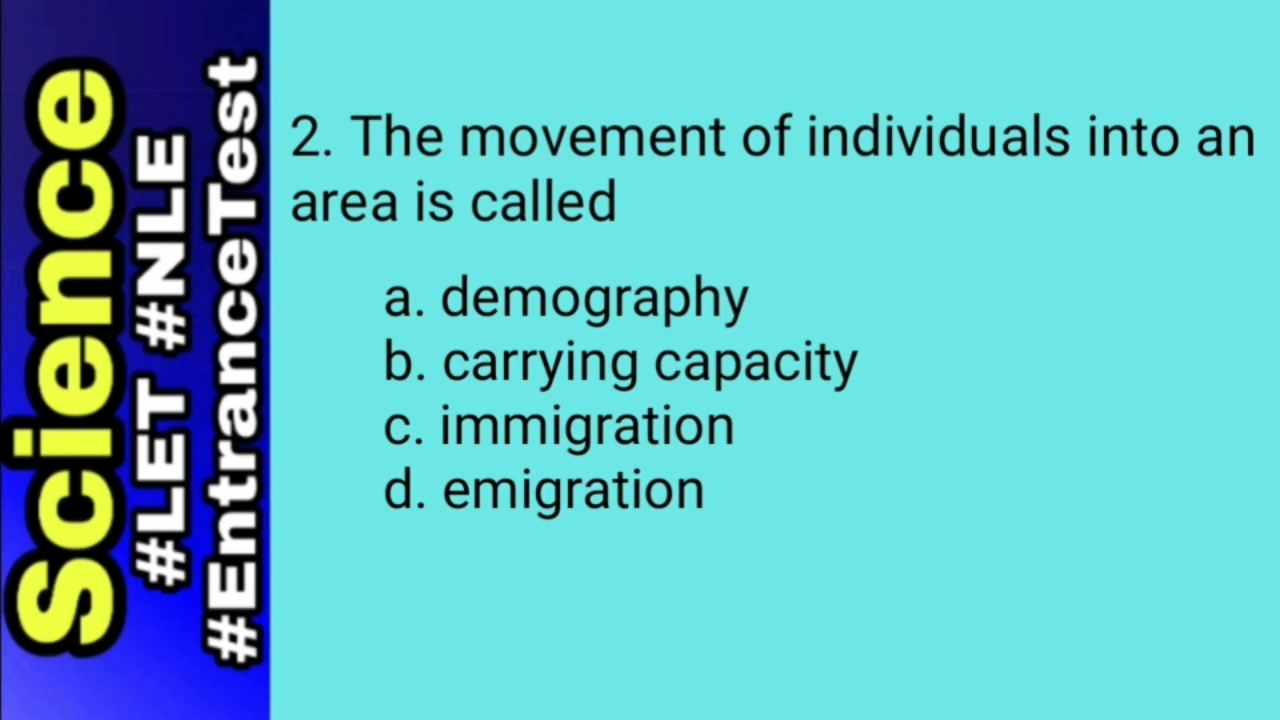 Science
#LET #NLE
#EntranceTest
2. The movement of individuals into an
area is called
a. demography
b. carrying capacity
c. immigration
d. emigration